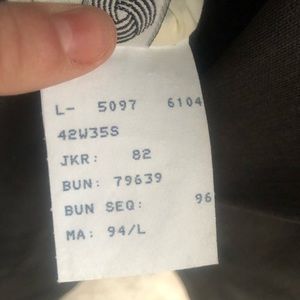 L- 5097 6104
42W35S
JKR: 82
BUN: 79639
BUN SEQ: 96
MA: 94/L